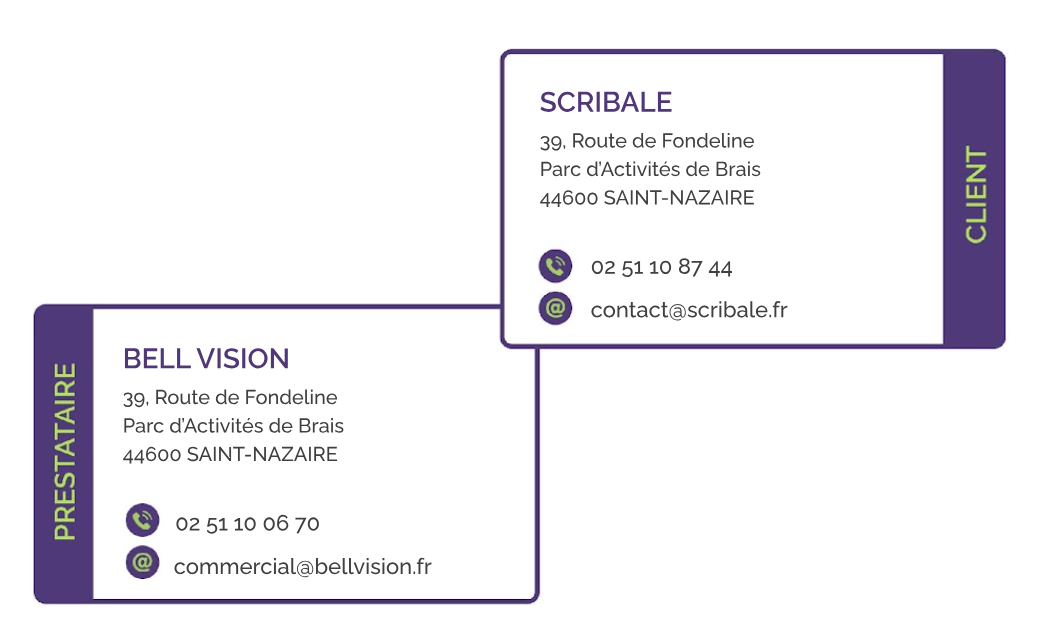 SCRIBALE
39, Route de Fondeline
Parc d'Activités de Brais
44600 SAINT-NAZAIRE
02 51 10 87 44
contact@scribale.fr
CLIENT
PRESTATAIRE
BELL VISION
39, Route de Fondeline
Parc d'Activités de Brais
44600 SAINT-NAZAIRE
02 51 10 06 70
commercial@bellvision.fr